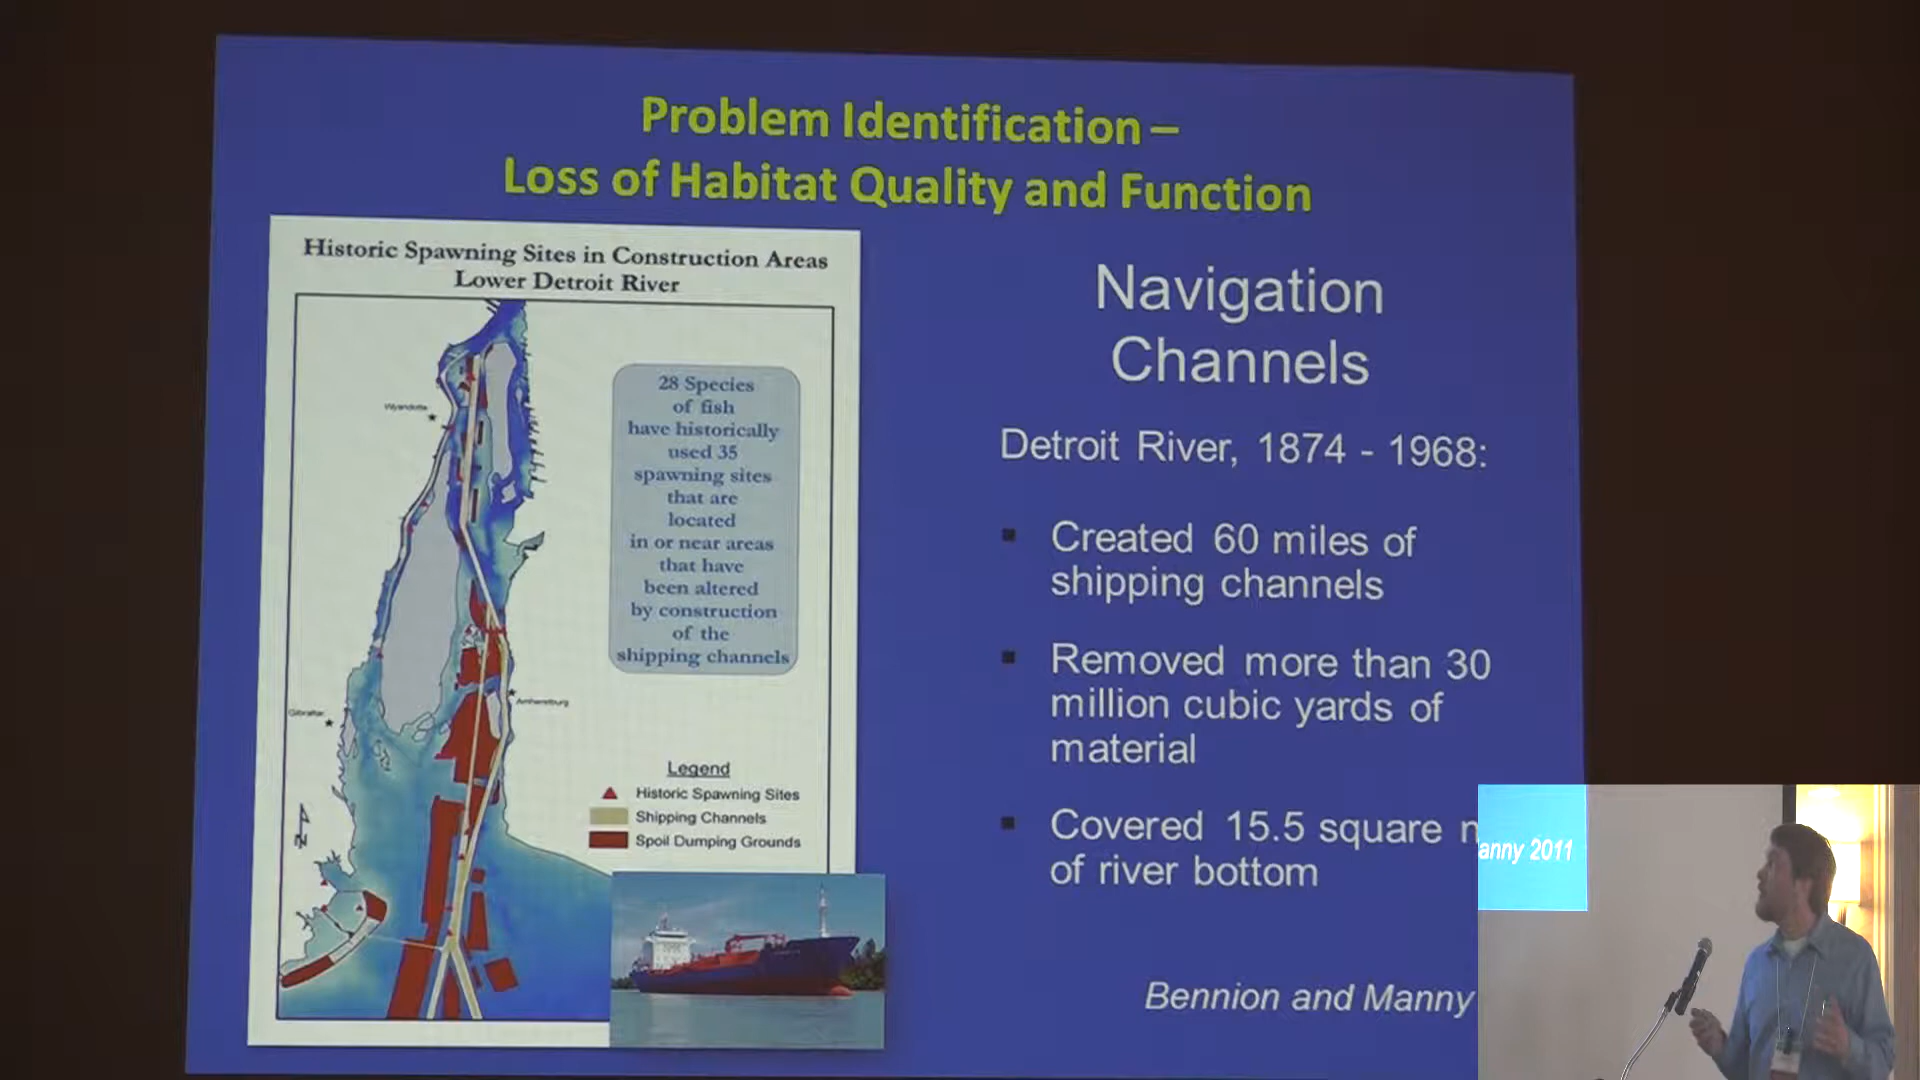 Problem Identification –
Loss of Habitat Quality and Function
Historic Spawning Sites in Construction Areas
Lower Detroit River
Wyandotte
28 Species
of fish
have historically
used 35
spawning sites
that are
located
in or near areas
that have
been altered
by construction
of the
shipping channels
Amherstburg
Gibraltar
Legend
Historic Spawning Sites
Shipping Channels
Spoil Dumping Grounds
N
Navigation
Channels
Detroit River, 1874 - 1968:
Created 60 miles of
shipping channels
Removed more than 30
million cubic yards of
material
Covered 15.5 square
of river bottom
Bennion and Manny
anny 2011